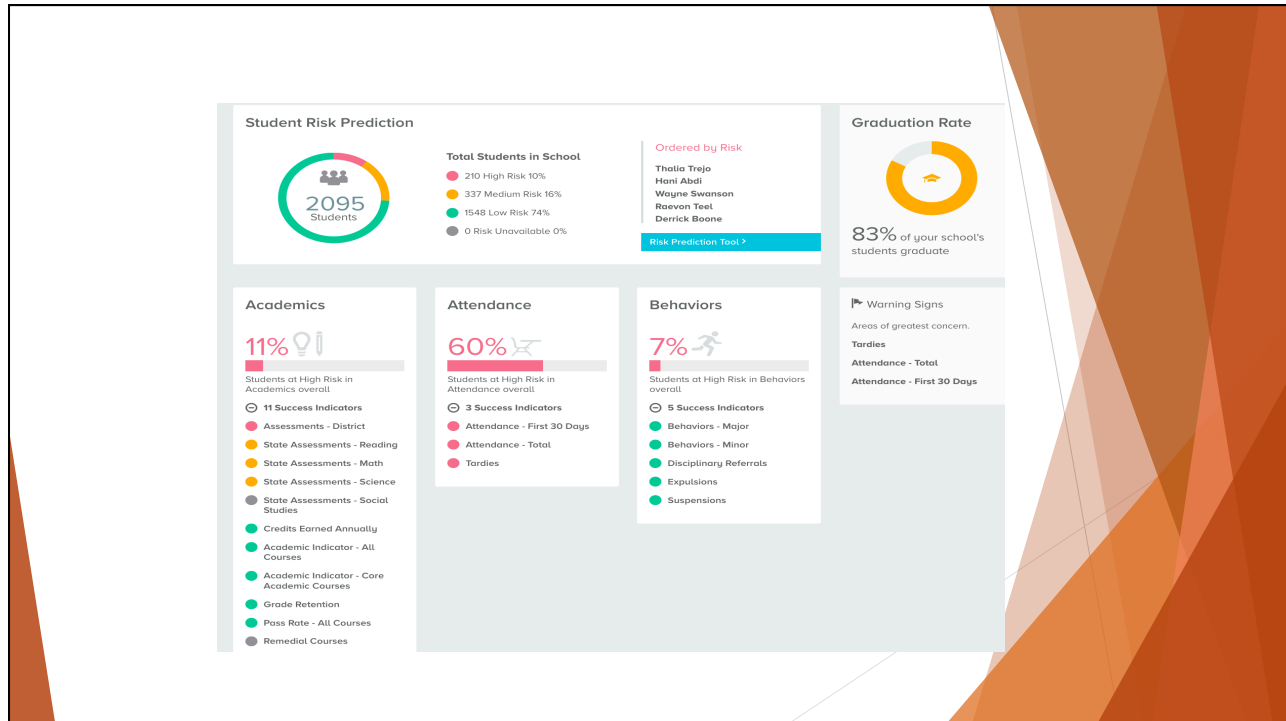 Student Risk Prediction
2095
Students
Total Students in School
210 High Risk 10%
337 Medium Risk 16%
1548 Low Risk 74%
0 Risk Unavailable 0%
Ordered by Risk
Thalia Trejo
Hani Abdi
Wayne Swanson
Raevon Teel
Derrick Boone
Risk Prediction Tool >
Graduation Rate
83% of your school's
students graduate
Academics
11%
Students at High Risk in
Academics overall
11 Success Indicators
Assessments - District
State Assessments - Reading
State Assessments - Math
State Assessments - Science
State Assessments - Social
Studies
Credits Earned Annually
Academic Indicator - All
Courses
Academic Indicator - Core
Academic Courses
Grade Retention
Pass Rate - All Courses
Remedial Courses
Attendance
60%
Students at High Risk in
Attendance overall
3 Success Indicators
Attendance - First 30 Days
Attendance - Total
Tardies
Behaviors
7%
Students at High Risk in Behaviors
overall
5 Success Indicators
Behaviors - Major
Behaviors - Minor
Disciplinary Referrals
Expulsions
Suspensions
Warning Signs
Areas of greatest concern.
Tardies
Attendance - Total
Attendance - First 30 Days